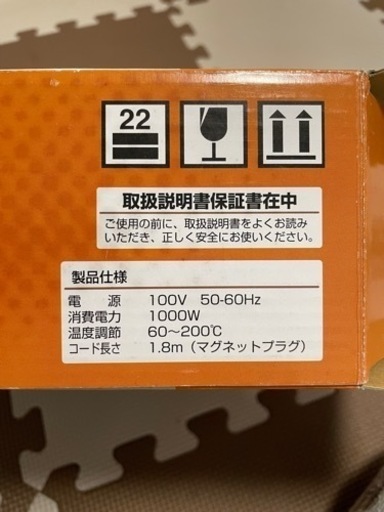 22
取扱説明書保証書在中
ご使用の前に、取扱説明書をよくお読み
いただき、正しく安全にお使いください。
製品仕様
電　源　100V 50-60Hz
消費電力　1000W
温度調節　60～200℃
コード長さ　1.8m（マグネットプラグ）